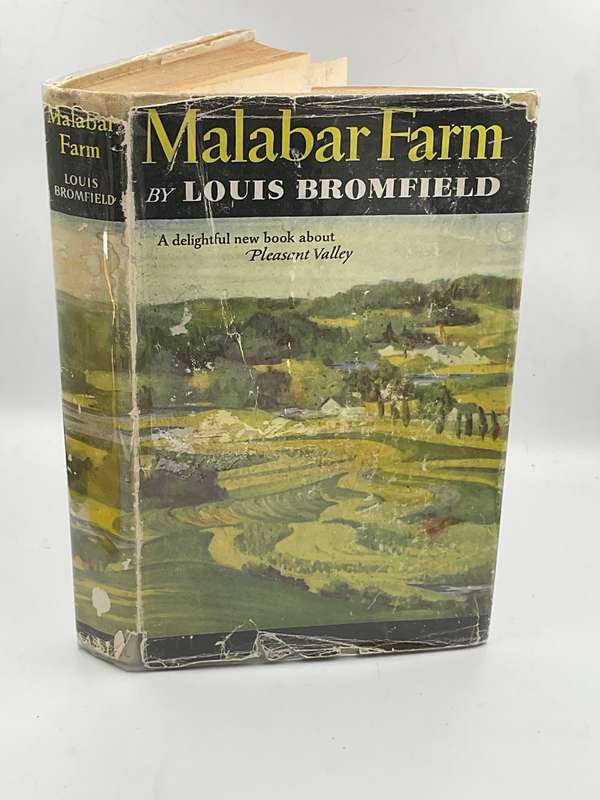 Malabar
Farm
LOUIS
BROMFIELD
Malabar Farm
BY LOUIS BROMFIELD
A delightful new book about
Pleasant Valley